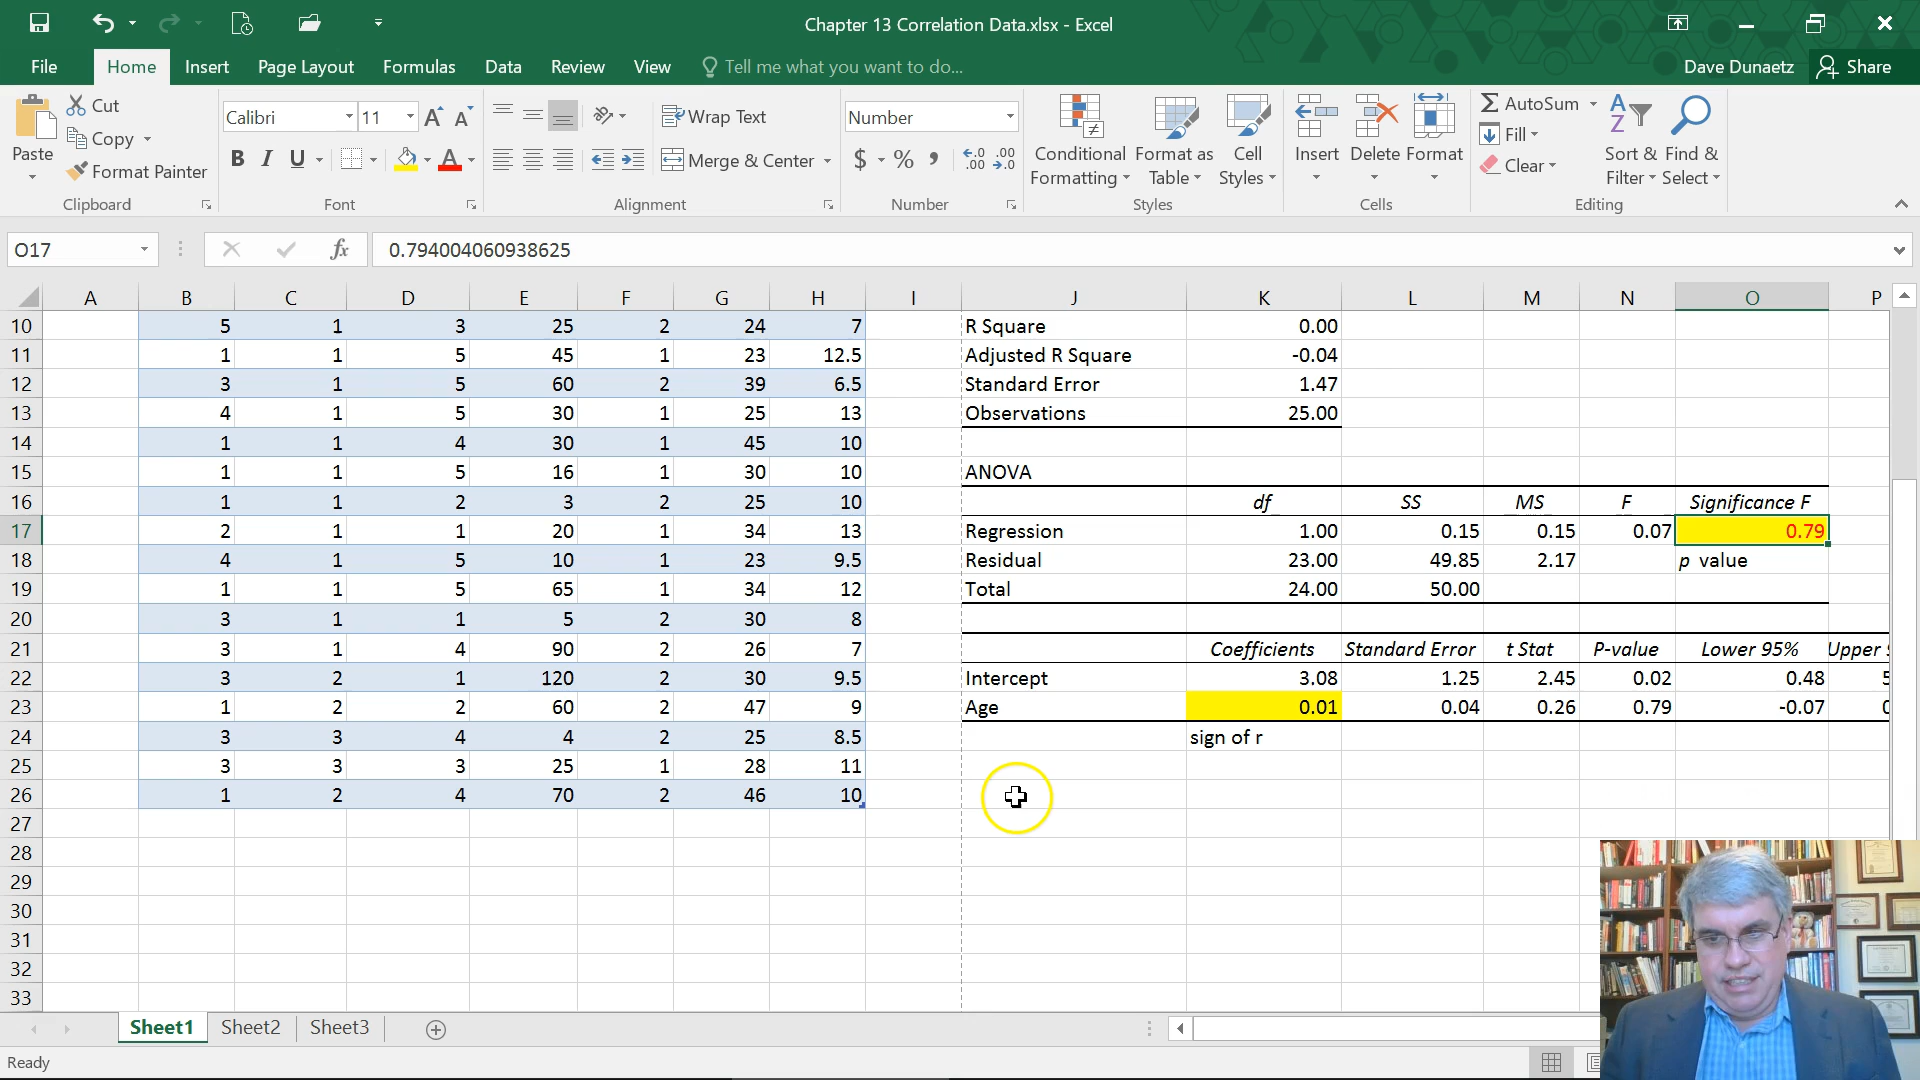 Chapter 13 Correlation Data.xlsx - Excel
File Home Insert Page Layout Formulas Data Review View Tell me what you want to do... Dave Dunaetz Share
Cut
Copy
Format Painter
Paste
Clipboard
Calibri 11
B I U
Font
Wrap Text
Merge & Center
Alignment
Number
$ % ,
Number
Conditional Formatting
Format as Table
Cell Styles
Styles
Insert Delete Format
Cells
AutoSum
Fill
Clear
Sort & Filter
Find & Select
Editing
O17 fx 0.794004060938625
A B C D E F G H I J K L M N O P
10 5 1 3 25 2 24 7 R Square 0.00
11 1 1 5 45 1 23 12.5 Adjusted R Square -0.04
12 3 1 5 60 2 39 6.5 Standard Error 1.47
13 4 1 5 30 1 25 13 Observations 25.00
14 1 1 4 30 1 45 10
15 1 1 5 16 1 30 10 ANOVA
16 1 1 2 3 2 25 10 df SS MS F Significance F
17 2 1 1 20 1 34 13 Regression 1.00 0.15 0.15 0.07 0.79
18 4 1 5 10 1 23 9.5 Residual 23.00 49.85 2.17 p value
19 1 1 5 65 1 34 12 Total 24.00 50.00
20 3 1 1 5 2 30 8
21 3 1 4 90 2 26 7 Coefficients Standard Error t Stat P-value Lower 95% Upper
22 3 2 1 120 2 30 9.5 Intercept 3.08 1.25 2.45 0.02 0.48
23 1 2 2 60 2 47 9 Age 0.01 0.04 0.26 0.79 -0.07
24 3 3 4 4 2 25 8.5 sign of r
25 3 3 3 25 1 28 11
26 1 2 4 70 2 46 10
27
28
29
30
31
32
33
Sheet1 Sheet2 Sheet3
Ready